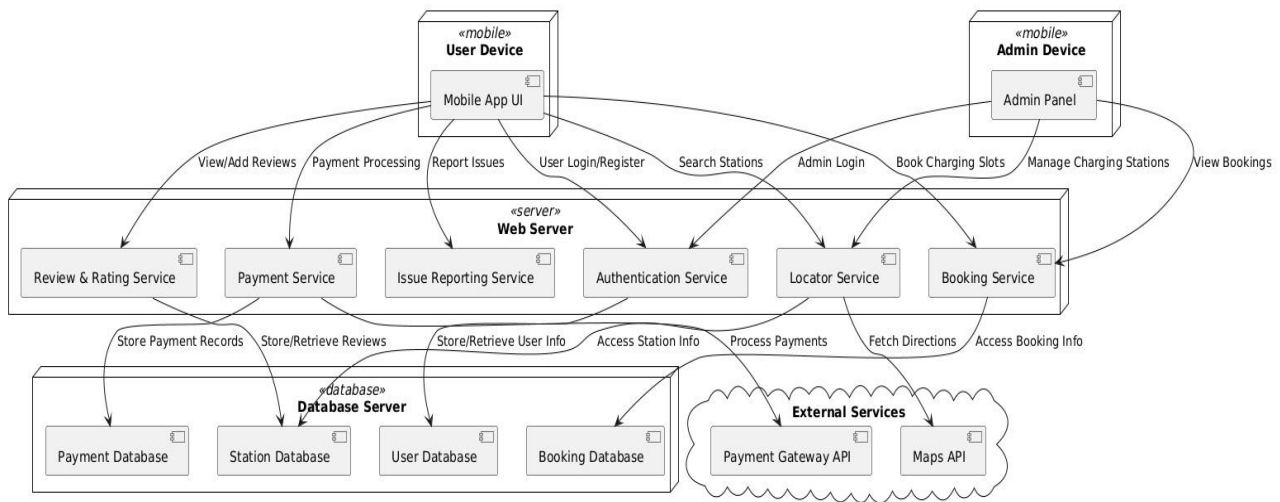 «mobile»
User Device
Mobile App UI
«mobile»
Admin Device
Admin Panel
View/Add Reviews
Payment Processing
Report Issues
User Login/Register
Search Stations
Admin Login
Book Charging Slots
Manage Charging Stations
View Bookings
«server»
Web Server
Review & Rating Service
Payment Service
Issue Reporting Service
Authentication Service
Locator Service
Booking Service
Store Payment Records
Store/Retrieve Reviews
Store/Retrieve User Info
Access Station Info
Process Payments
Fetch Directions
Access Booking Info
«database»
Database Server
Payment Database
Station Database
User Database
Booking Database
External Services
Payment Gateway API
Maps API